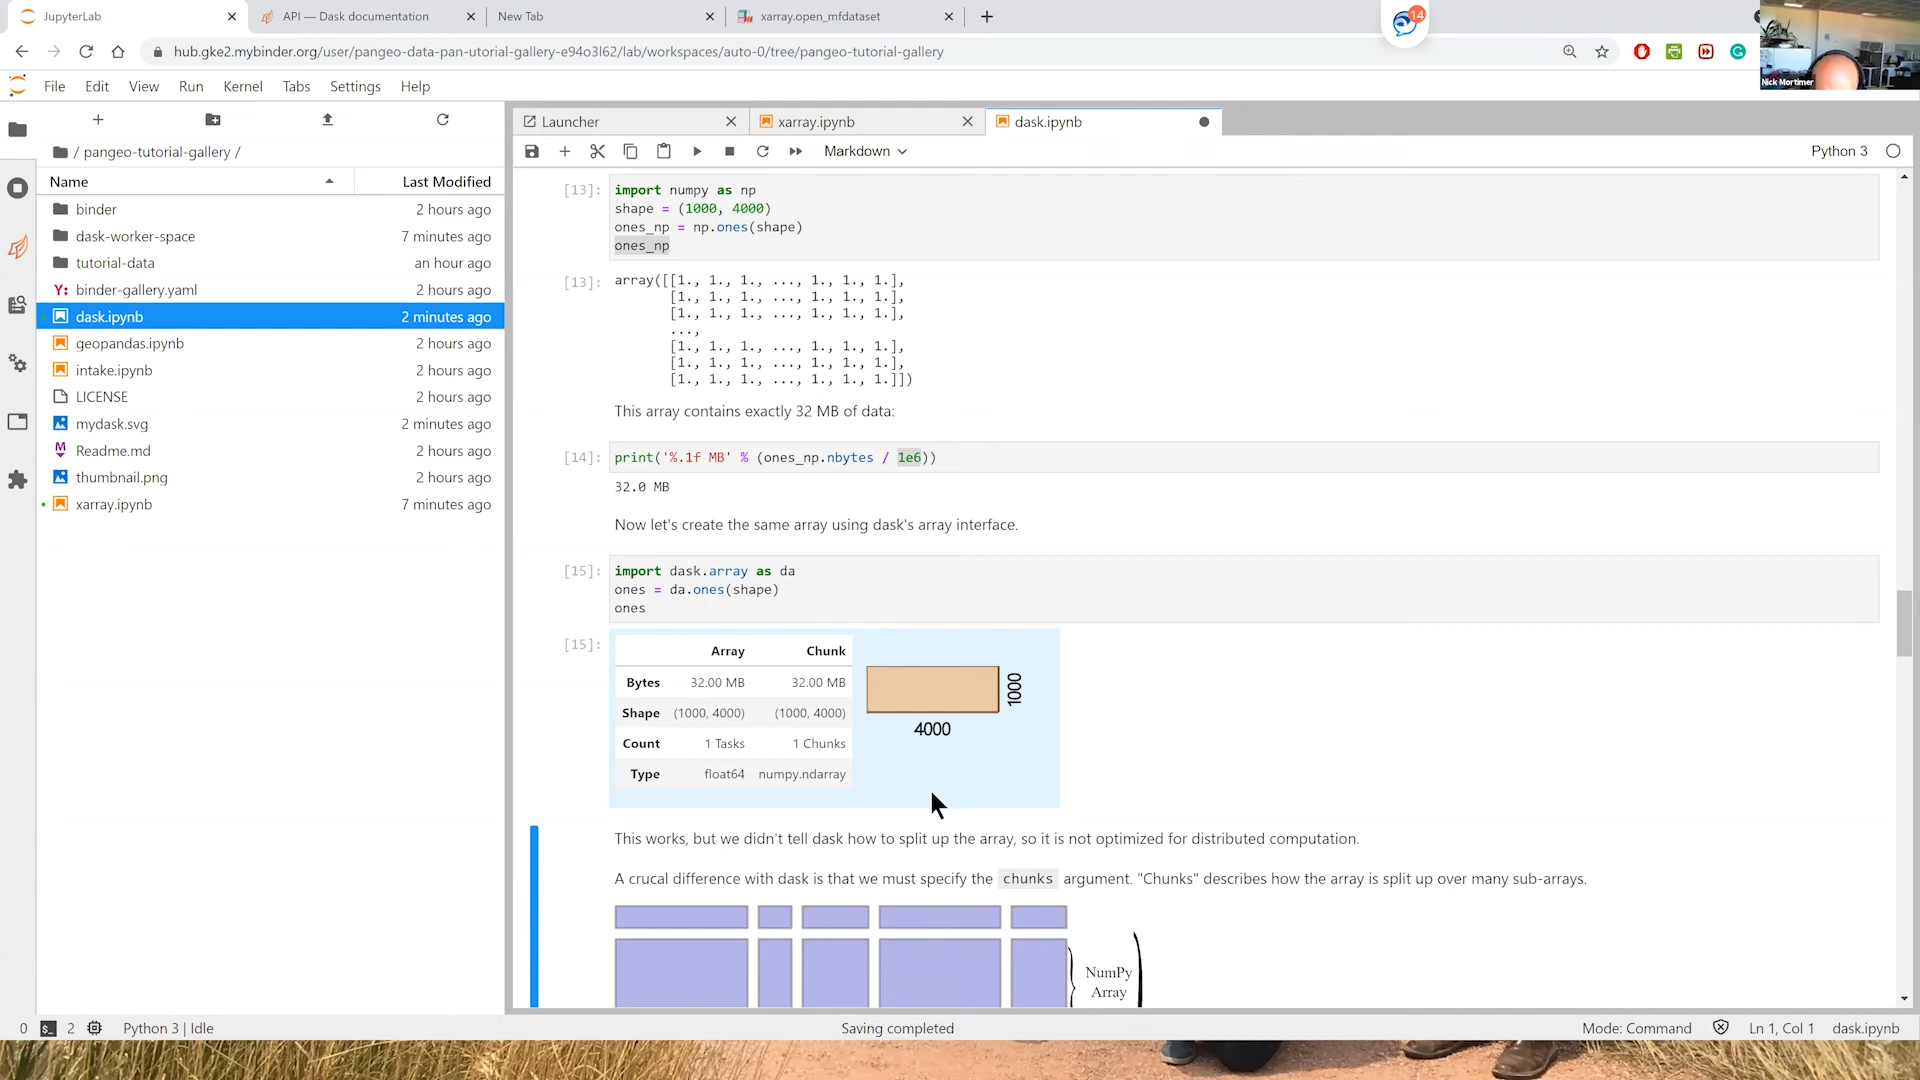 JupyterLab
API — Dask documentation
New Tab
xarray.open_mfdataset
14
hub.gke2.mybinder.org/user/pangeo-data-pan-utorial-gallery-e94o3l62/lab/workspaces/auto-0/tree/pangeo-tutorial-gallery
Nick Mortimer
File Edit View Run Kernel Tabs Settings Help
/ pangeo-tutorial-gallery /
Name Last Modified
binder 2 hours ago
dask-worker-space 7 minutes ago
tutorial-data an hour ago
Y: binder-gallery.yaml 2 hours ago
dask.ipynb 2 minutes ago
geopandas.ipynb 2 hours ago
intake.ipynb 2 hours ago
LICENSE 2 hours ago
mydask.svg 2 minutes ago
M Readme.md 2 hours ago
thumbnail.png 2 hours ago
xarray.ipynb 7 minutes ago
Launcher
xarray.ipynb
dask.ipynb
Markdown
Python 3
[13]: import numpy as np
shape = (1000, 4000)
ones_np = np.ones(shape)
ones_np
[13]: array([[1., 1., 1., ..., 1., 1., 1.],
[1., 1., 1., ..., 1., 1., 1.],
[1., 1., 1., ..., 1., 1., 1.],
...,
[1., 1., 1., ..., 1., 1., 1.],
[1., 1., 1., ..., 1., 1., 1.],
[1., 1., 1., ..., 1., 1., 1.]])
This array contains exactly 32 MB of data:
[14]: print('%.1f MB' % (ones_np.nbytes / 1e6))
32.0 MB
Now let's create the same array using dask's array interface.
[15]: import dask.array as da
ones = da.ones(shape)
ones
[15]:
Array Chunk
Bytes 32.00 MB 32.00 MB
Shape (1000, 4000) (1000, 4000)
Count 1 Tasks 1 Chunks
Type float64 numpy.ndarray
1000
4000
This works, but we didn't tell dask how to split up the array, so it is not optimized for distributed computation.
A crucial difference with dask is that we must specify the chunks argument. "Chunks" describes how the array is split up over many sub-arrays.
NumPy
Array
0 $_ 2 Python 3 | Idle
Saving completed
Mode: Command
Ln 1, Col 1 dask.ipynb